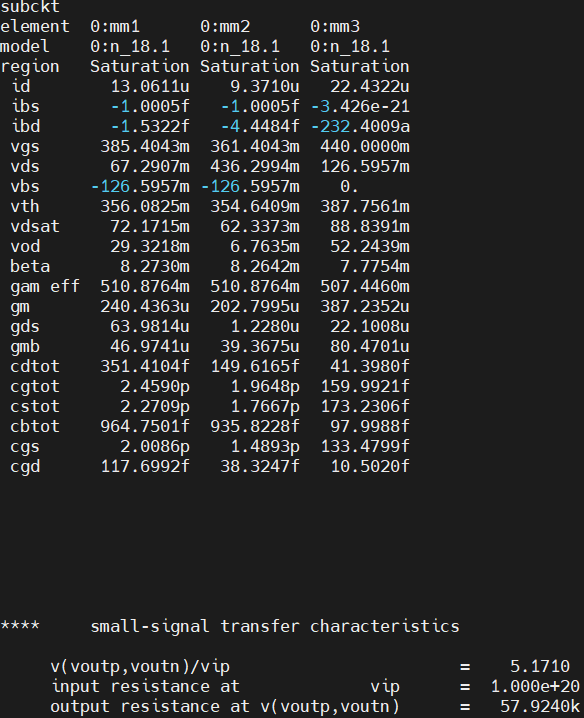 subckt
element  0:mm1      0:mm2      0:mm3
model    0:n_18.1   0:n_18.1   0:n_18.1
region   Saturation Saturation Saturation
 id        13.0611u    9.3710u   22.4322u
 ibs       -1.0005f   -1.0005f -3.426e-21
 ibd       -1.5322f   -4.4484f -232.4009a
 vgs      385.4043m  361.4043m  440.0000m
 vds       67.2907m  436.2994m  126.5957m
 vbs     -126.5957m -126.5957m    0.
 vth      356.0825m  354.6409m  387.7561m
 vdsat     72.1715m   62.3373m   88.8391m
 vod       29.3218m    6.7635m   52.2439m
 beta       8.2730m    8.2642m    7.7754m
 gam eff  510.8764m  510.8764m  507.4460m
 gm       240.4363u  202.7995u  387.2352u
 gds       63.9814u    1.2280u   22.1008u
 gmb       46.9741u   39.3675u   80.4701u
 cdtot    351.4104f  149.6165f   41.3980f
 cgtot      2.4590p    1.9648p  159.9921f
 cstot      2.2709p    1.7667p  173.2306f
 cbtot    964.7501f  935.8228f   97.9988f
 cgs        2.0086p    1.4893p  133.4799f
 cgd      117.6992f   38.3247f   10.5020f
****     small-signal transfer characteristics
     v(voutp,voutn)/vip                       =    5.1710
     input resistance at             vip      =  1.000e+20
     output resistance at v(voutp,voutn)      =   57.9240k